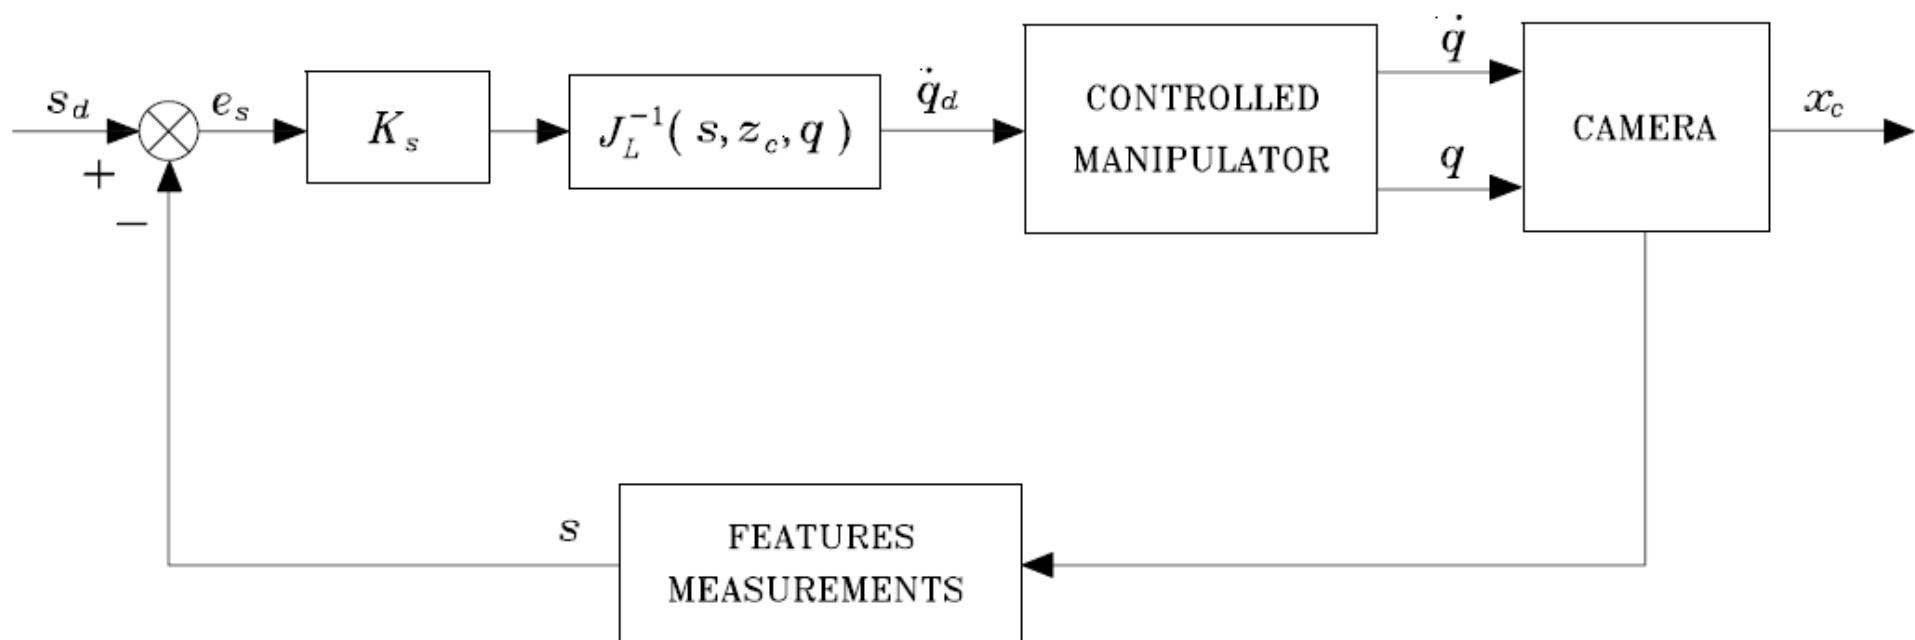 s_d
+
−
e_s
K_s
J_L^{-1}( s, z_c, q )
q̇_d
CONTROLLED
MANIPULATOR
q̇
q
CAMERA
x_c
s
FEATURES
MEASUREMENTS